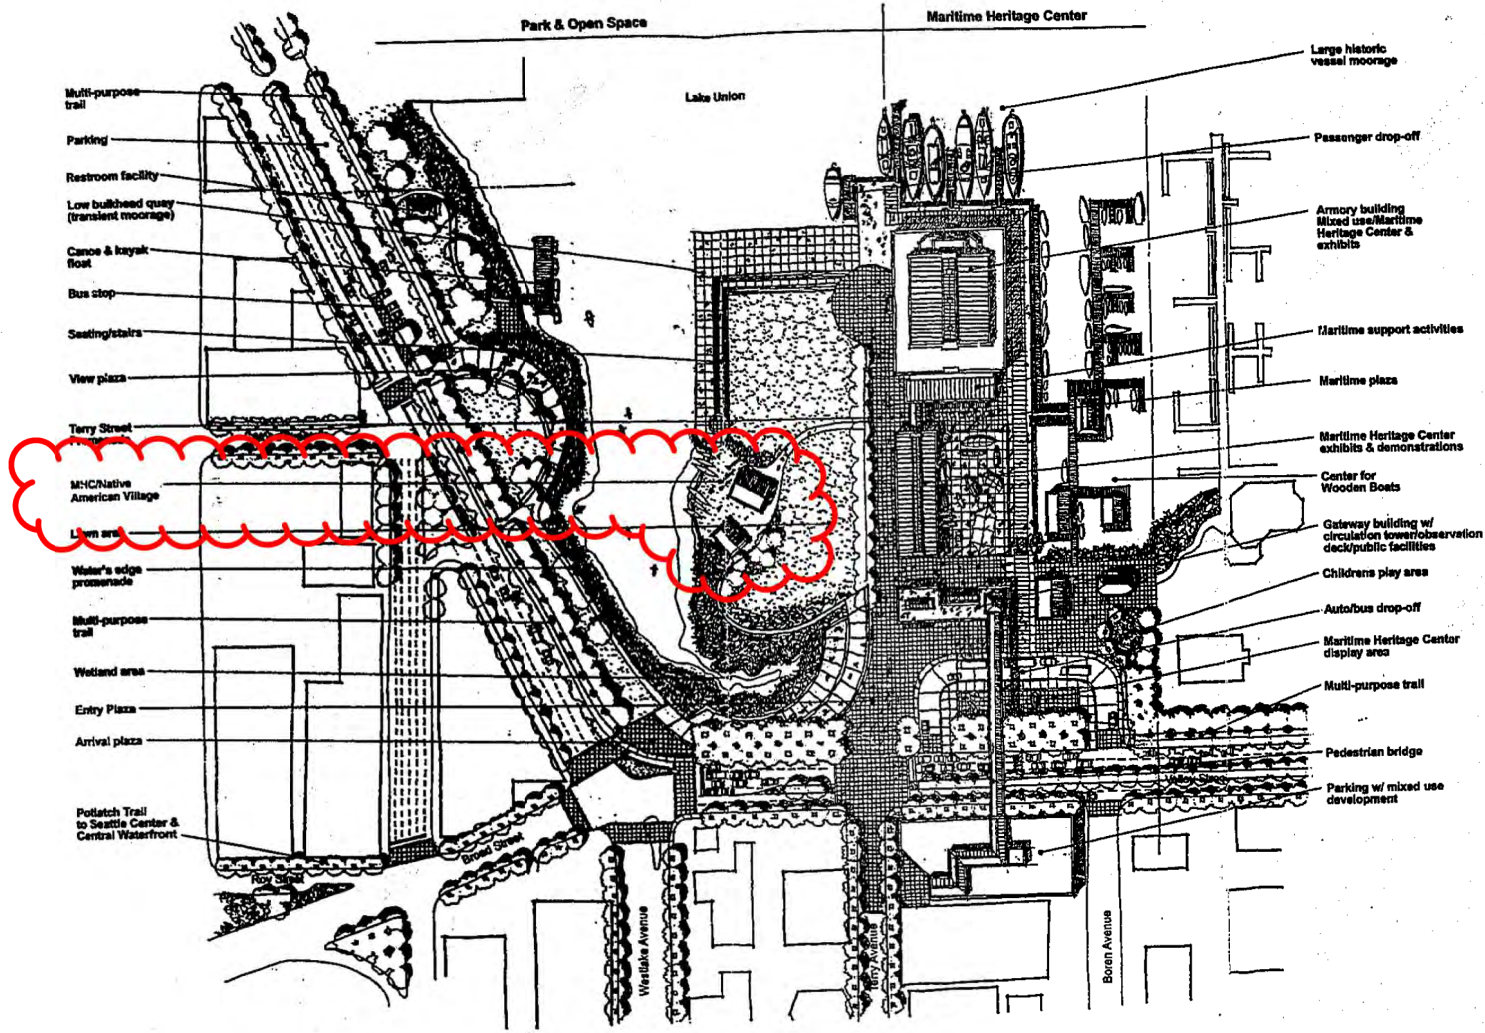 Park & Open Space
Maritime Heritage Center
Lake Union
Multi-purpose
trail
Parking
Restroom facility
Low bulkhead quay
(transient moorage)
Canoe & kayak
float
Bus stop
Seating/stairs
View plaza
Terry Street
Promenade
MHC/Native
American Village
Lawn area
Water's edge
promenade
Multi-purpose
trail
Wetland area
Entry Plaza
Arrival plaza
Potlatch Trail
to Seattle Center &
Central Waterfront
Large historic
vessel moorage
Passenger drop-off
Armory building
Mixed use/Maritime
Heritage Center &
exhibits
Maritime support activities
Maritime plaza
Maritime Heritage Center
exhibits & demonstrations
Center for
Wooden Boats
Gateway building w/
circulation tower/observation
deck/public facilities
Childrens play area
Auto/bus drop-off
Maritime Heritage Center
display area
Multi-purpose trail
Pedestrian bridge
Parking w/ mixed use
development
Valley Street
Broad Street
Roy Street
Westlake Avenue
Terry Avenue
Boren Avenue